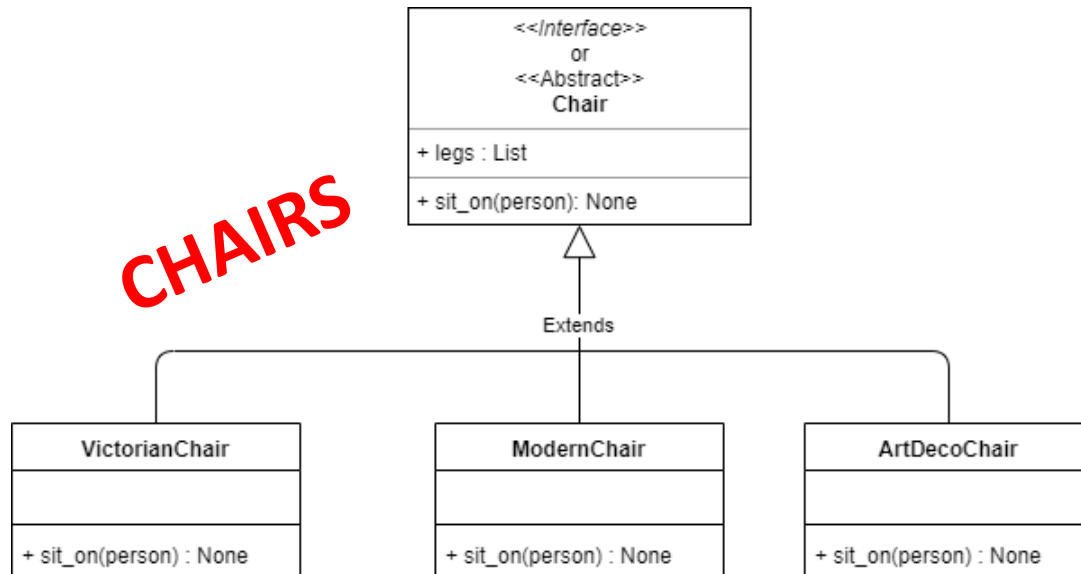 <<Interface>>
or
<<Abstract>>
Chair
+ legs : List
+ sit_on(person): None
CHAIRS
Extends
VictorianChair
+ sit_on(person) : None
ModernChair
+ sit_on(person) : None
ArtDecoChair
+ sit_on(person) : None